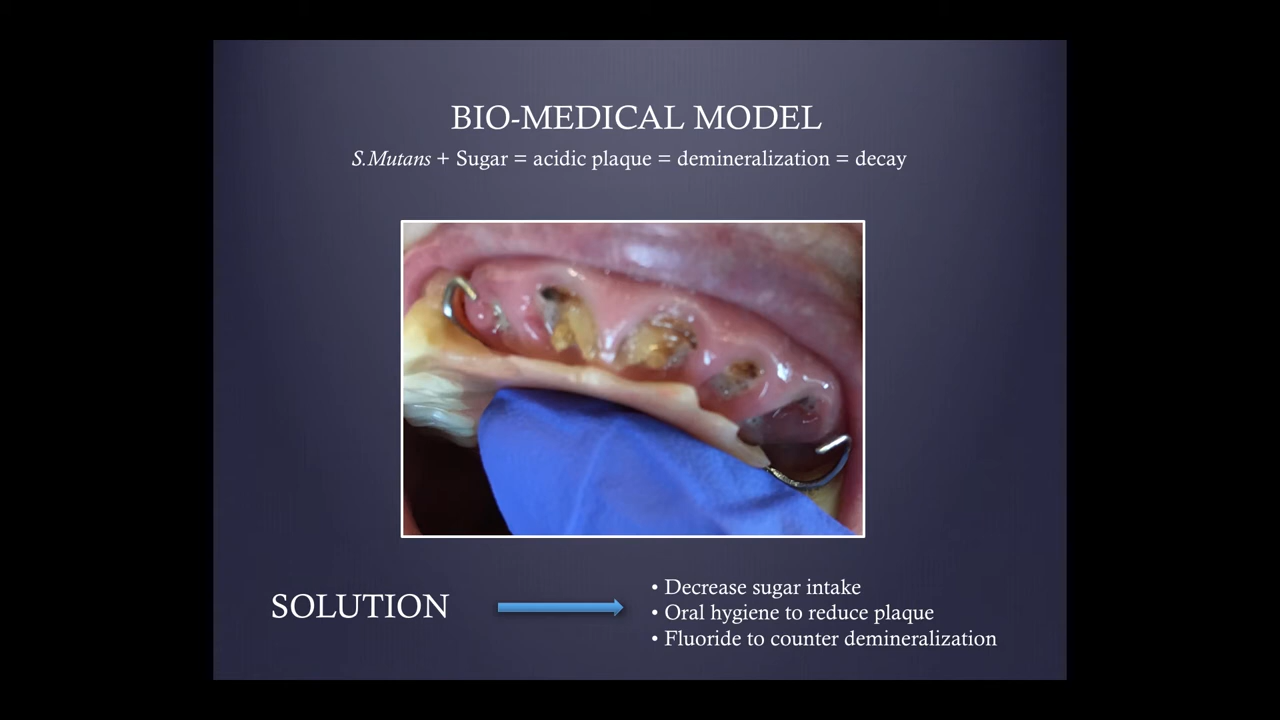 BIO-MEDICAL MODEL
S.Mutans + Sugar = acidic plaque = demineralization = decay
SOLUTION
• Decrease sugar intake
• Oral hygiene to reduce plaque
• Fluoride to counter demineralization